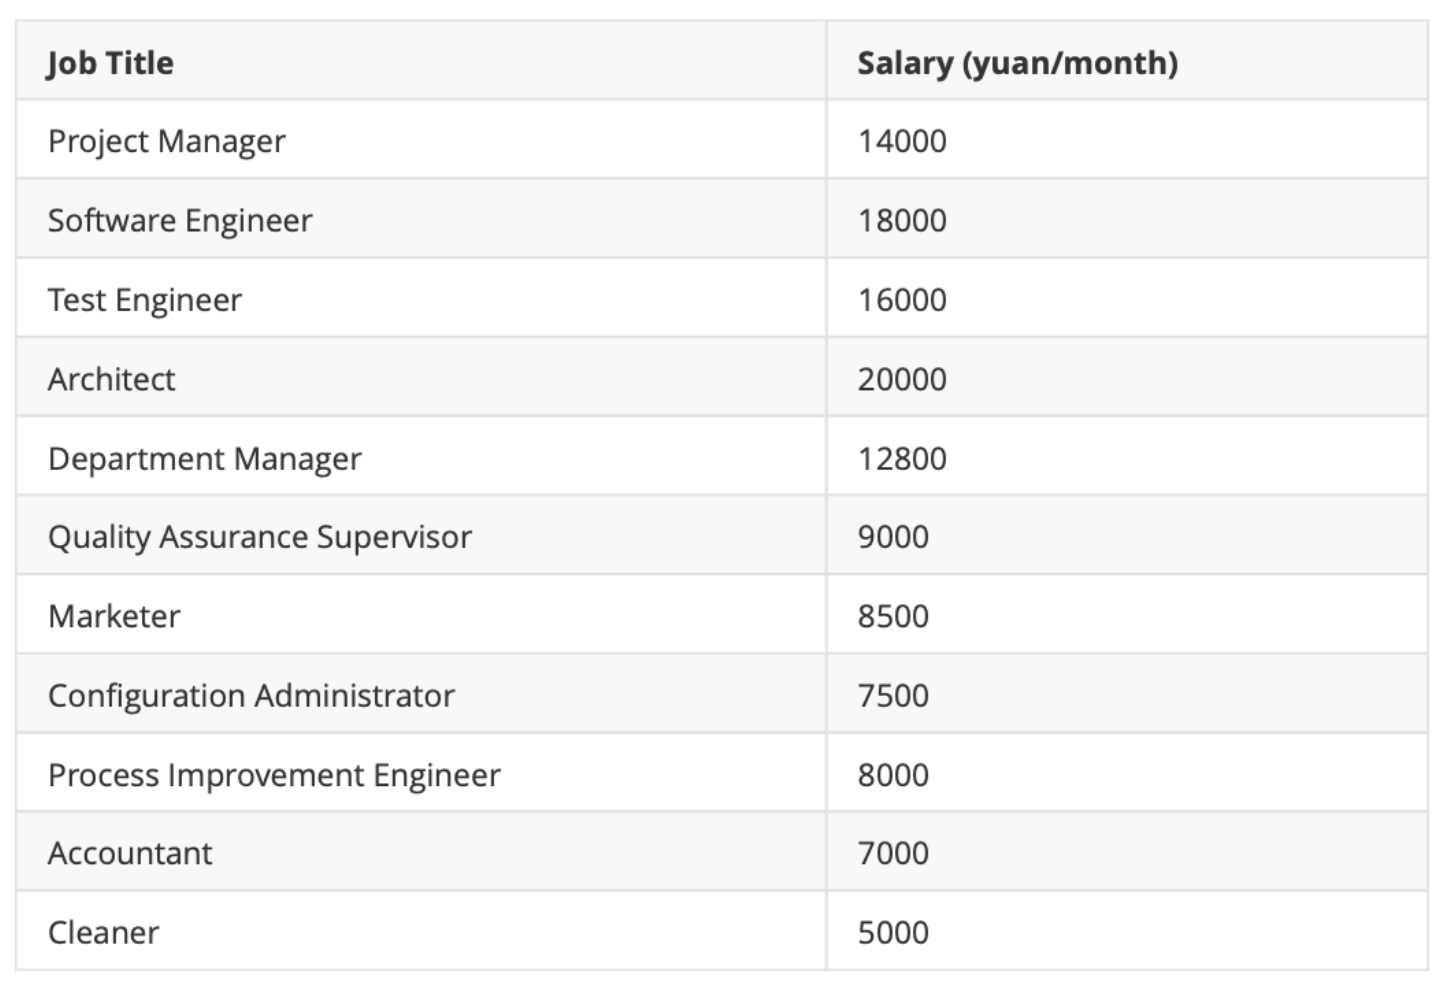 Job Title Salary (yuan/month)
Project Manager 14000
Software Engineer 18000
Test Engineer 16000
Architect 20000
Department Manager 12800
Quality Assurance Supervisor 9000
Marketer 8500
Configuration Administrator 7500
Process Improvement Engineer 8000
Accountant 7000
Cleaner 5000